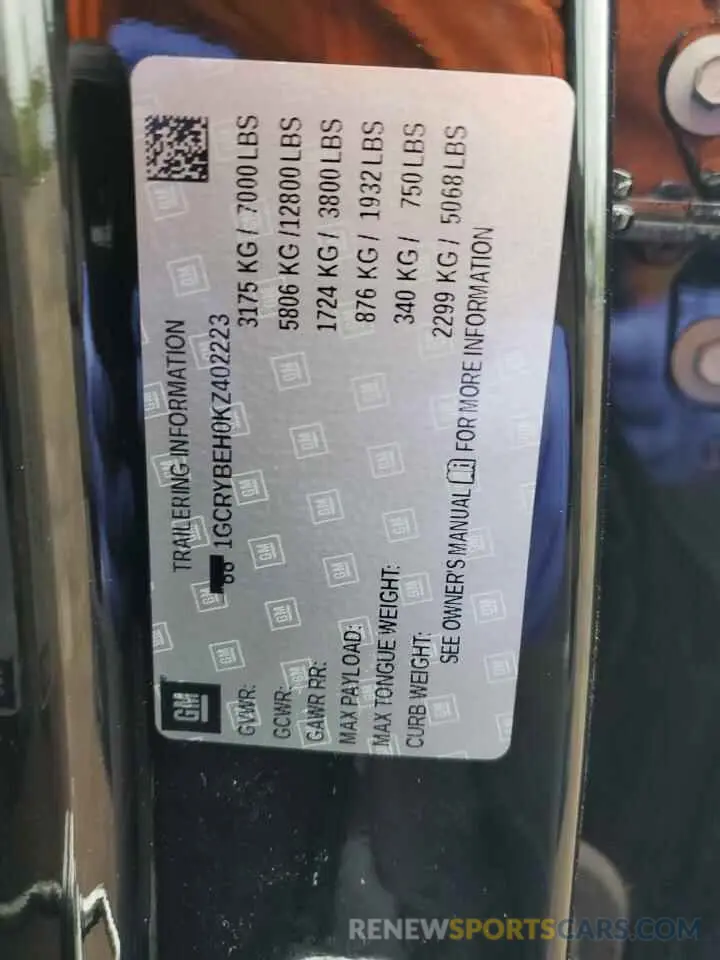 GM
TRAILERING INFORMATION
1GCRYBEH0KZ402223
GVWR: 3175 KG / 7000 LBS
GCWR: 5806 KG / 12800 LBS
GAWR RR: 1724 KG / 3800 LBS
MAX PAYLOAD: 876 KG / 1932 LBS
MAX TONGUE WEIGHT: 340 KG / 750 LBS
CURB WEIGHT: 2299 KG / 5068 LBS
SEE OWNER'S MANUAL FOR MORE INFORMATION
RENEWSPORTSCARS.COM